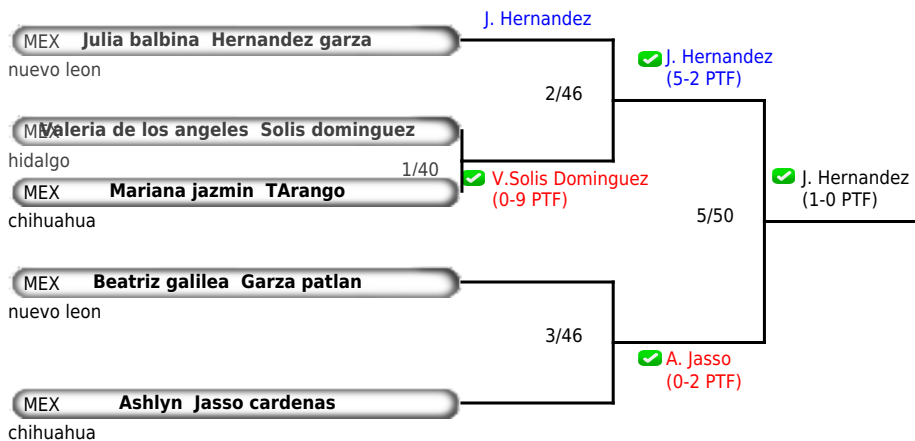 J. Hernandez
MEX Julia balbina Hernandez garza
nuevo leon
J. Hernandez
(5-2 PTF)
2/46
MEX Valeria de los angeles Solis dominguez
hidalgo
1/40
V.Solis Dominguez
(0-9 PTF)
MEX Mariana jazmin TArango
chihuahua
J. Hernandez
(1-0 PTF)
5/50
MEX Beatriz galilea Garza patlan
nuevo leon
3/46
A. Jasso
(0-2 PTF)
MEX Ashlyn Jasso cardenas
chihuahua